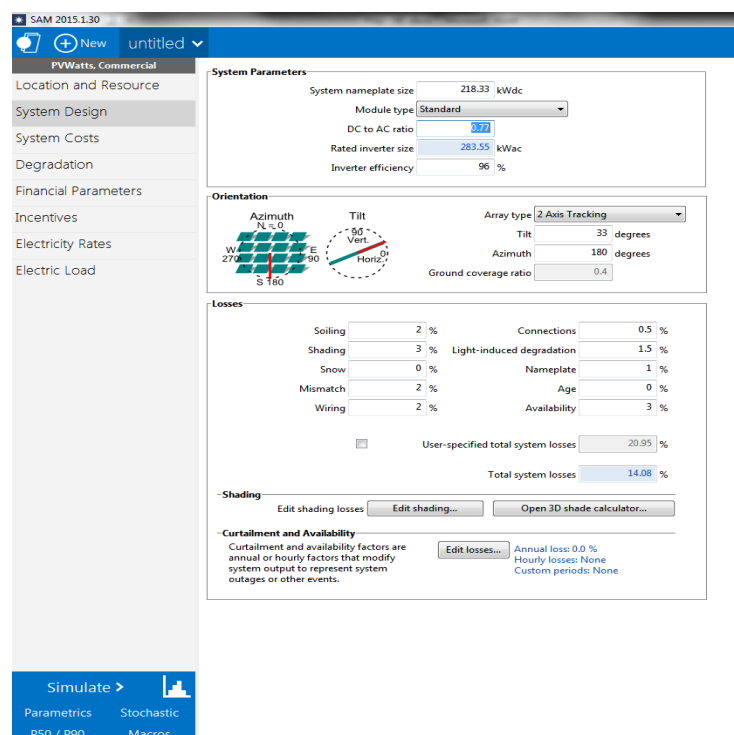 SAM 2015.1.30
New untitled
PVWatts, Commercial
Location and Resource
System Design
System Costs
Degradation
Financial Parameters
Incentives
Electricity Rates
Electric Load
Simulate >
Parametrics Stochastic
P50 / P90 Macros
System Parameters
System nameplate size 218.33 kWdc
Module type Standard
DC to AC ratio 0.77
Rated inverter size 283.55 kWac
Inverter efficiency 96 %
Orientation
Azimuth Tilt
N = 0
W 270 E 90
S 180
90 Vert.
0 Horiz.
Array type 2 Axis Tracking
Tilt 33 degrees
Azimuth 180 degrees
Ground coverage ratio 0.4
Losses
Soiling 2 % Connections 0.5 %
Shading 3 % Light-induced degradation 1.5 %
Snow 0 % Nameplate 1 %
Mismatch 2 % Age 0 %
Wiring 2 % Availability 3 %
User-specified total system losses 20.95 %
Total system losses 14.08 %
Shading
Edit shading losses Edit shading... Open 3D shade calculator...
Curtailment and Availability
Curtailment and availability factors are
annual or hourly factors that modify
system output to represent system
outages or other events.
Edit losses...
Annual loss: 0.0 %
Hourly losses: None
Custom periods: None